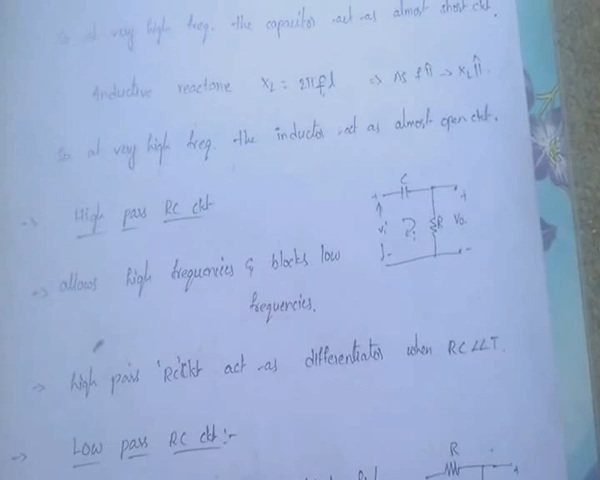 So at very high freq. the capacitor act as almost short ckt.
Inductive reactance XL = 2πfL ⇒ As f⇑ → XL⇑.
So at very high freq. the inductor act as almost open ckt.
→ High pass RC ckt
C
+ +
Vi i R Vo
- -
→ allows high frequencies & blocks low
frequencies.
→ high pass 'RC'ckt act as differentiator when RC<<T.
→ Low pass RC ckt:-
R
+